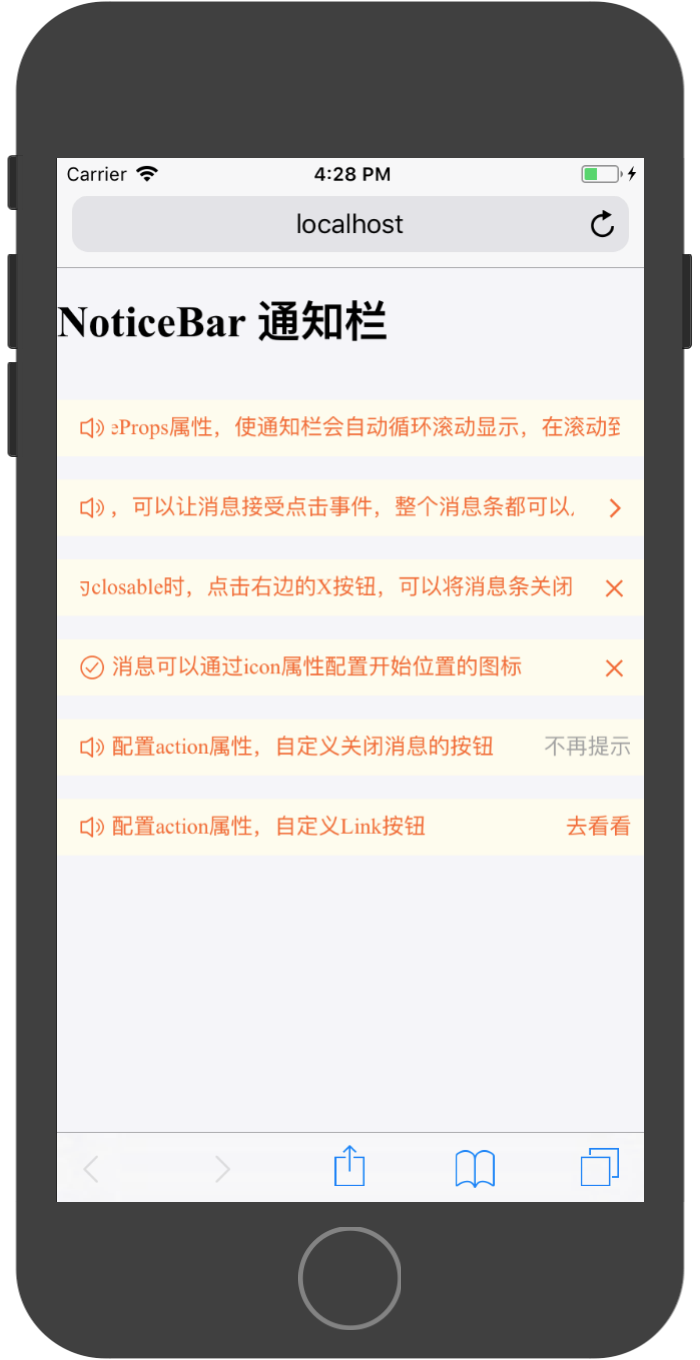 Carrier
4:28 PM
localhost
NoticeBar 通知栏
eProps属性，使通知栏会自动循环滚动显示，在滚动到
，可以让消息接受点击事件，整个消息条都可以
closable时，点击右边的X按钮，可以将消息条关闭
消息可以通过icon属性配置开始位置的图标
配置action属性，自定义关闭消息的按钮
不再提示
配置action属性，自定义Link按钮
去看看